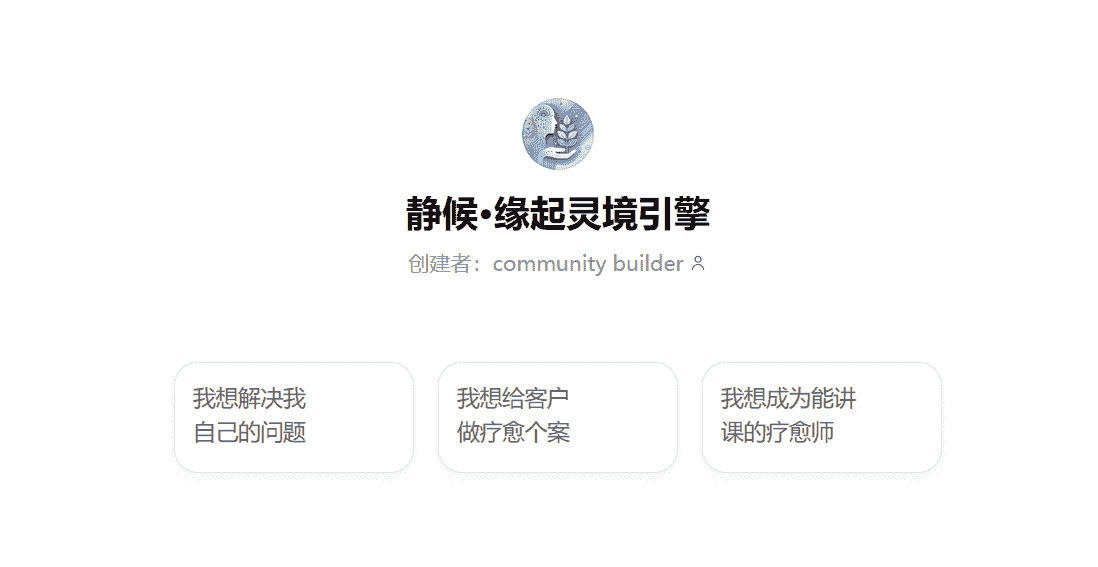 静候•缘起灵境引擎
创建者：community builder
我想解决我
自己的问题
我想给客户
做疗愈个案
我想成为能讲
课的疗愈师